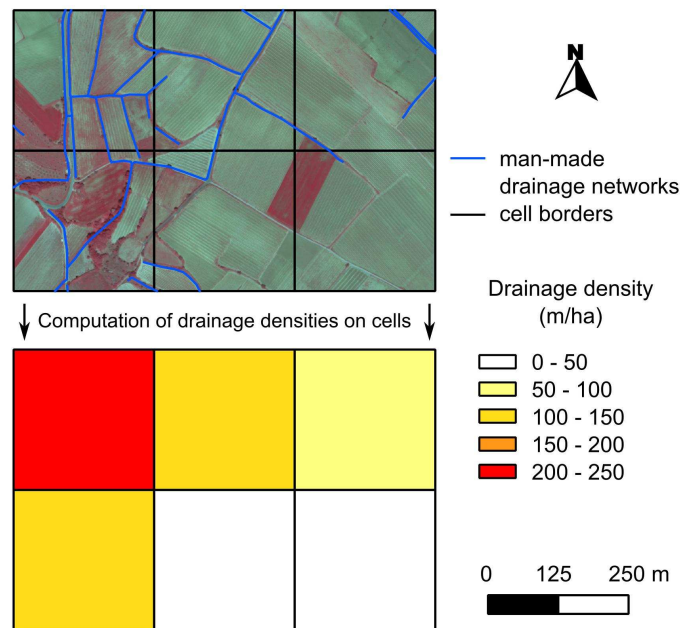 N
man-made
drainage networks
cell borders
Computation of drainage densities on cells
Drainage density
(m/ha)
0 - 50
50 - 100
100 - 150
150 - 200
200 - 250
0 125 250 m